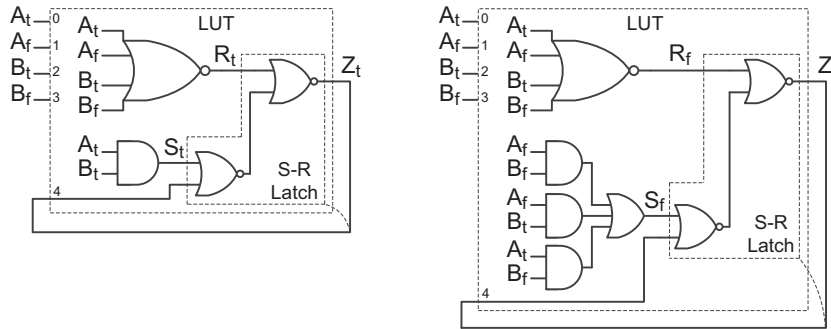 LUT
At 0
Af 1
Bt 2
Bf 3
At
Af
Bt
Bf
Rt
Zt
At
Bt
St
S-R
Latch
4
LUT
At 0
Af 1
Bt 2
Bf 3
At
Af
Bt
Bf
Rf
Z
Af
Bf
Af
Bt
At
Bf
Sf
S-R
Latch
4